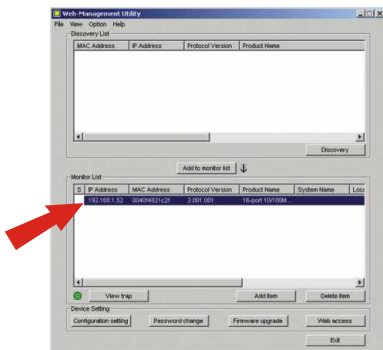 Web-Management Utility
File View Option Help
Discovery List
MAC Address IP Address Protocol Version Product Name
Discovery
Add to monitor list
Monitor List
S IP Address MAC Address Protocol Version Product Name System Name Loca
192.168.1.52 0040f4821c2f 2.001.001 16-port 10/100M...
View trap Add item Delete item
Device Setting
Configuration setting Password change Firmware upgrade Web access
Exit